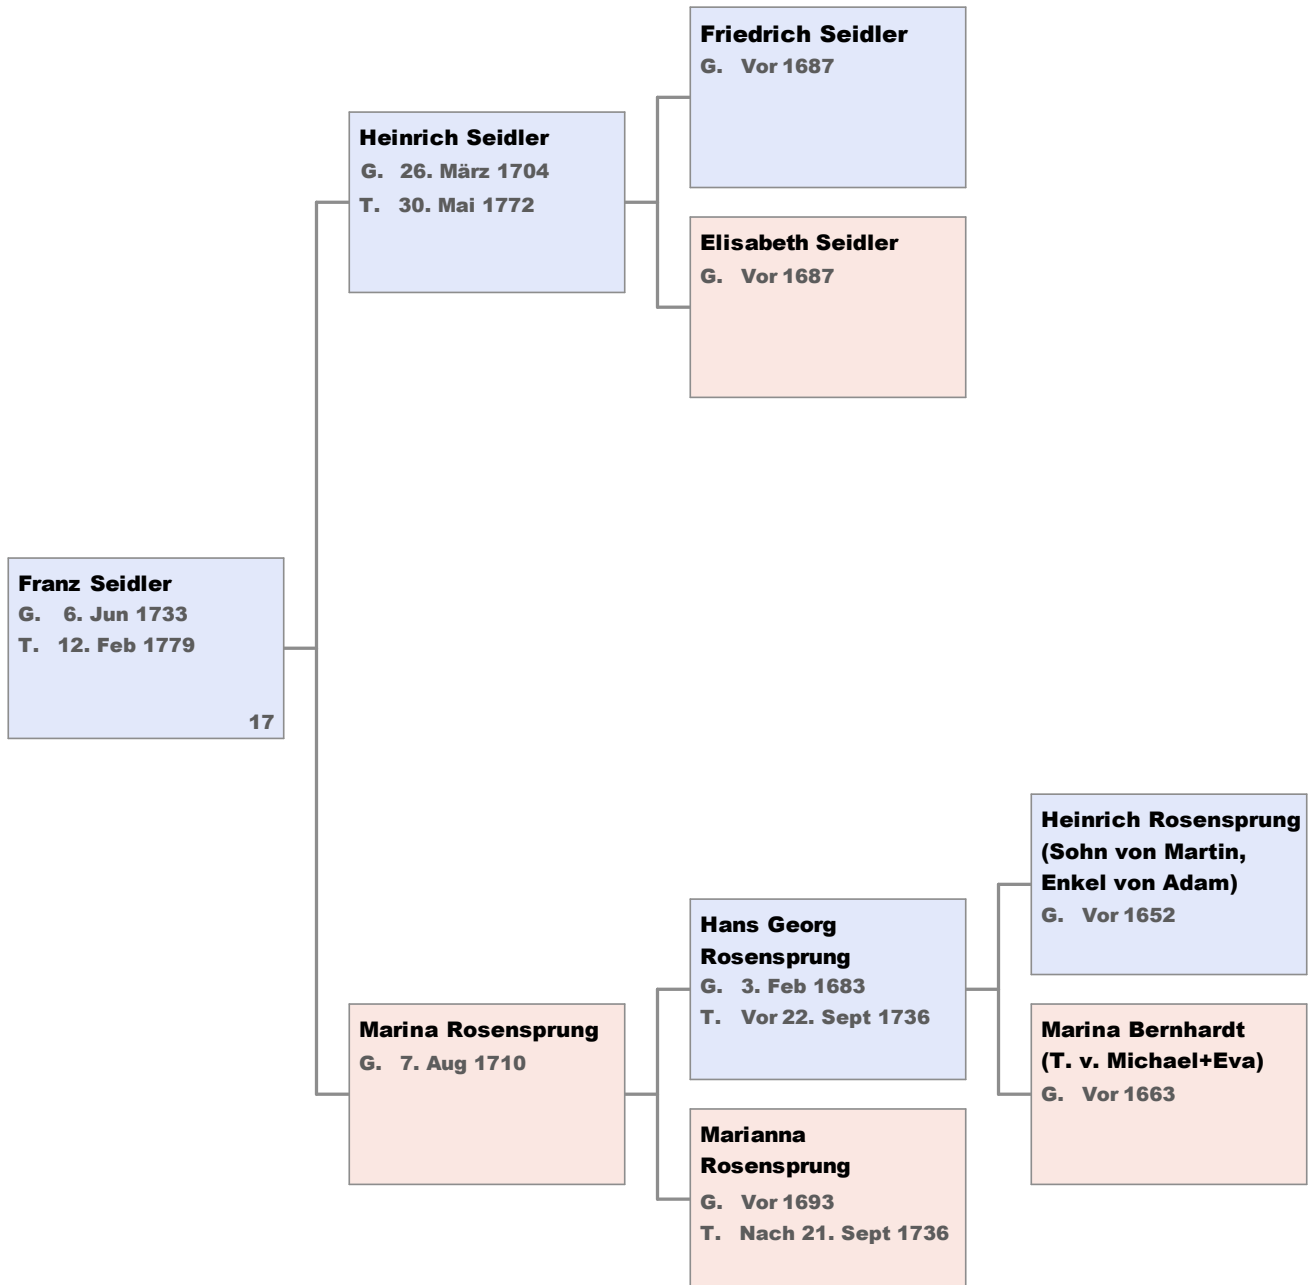 Friedrich Seidler
G. Vor 1687
Heinrich Seidler
G. 26. März 1704
T. 30. Mai 1772
Elisabeth Seidler
G. Vor 1687
Franz Seidler
G. 6. Jun 1733
T. 12. Feb 1779
17
Heinrich Rosensprung
(Sohn von Martin,
Enkel von Adam)
G. Vor 1652
Hans Georg
Rosensprung
G. 3. Feb 1683
T. Vor 22. Sept 1736
Marina Rosensprung
G. 7. Aug 1710
Marina Bernhardt
(T. v. Michael+Eva)
G. Vor 1663
Marianna
Rosensprung
G. Vor 1693
T. Nach 21. Sept 1736